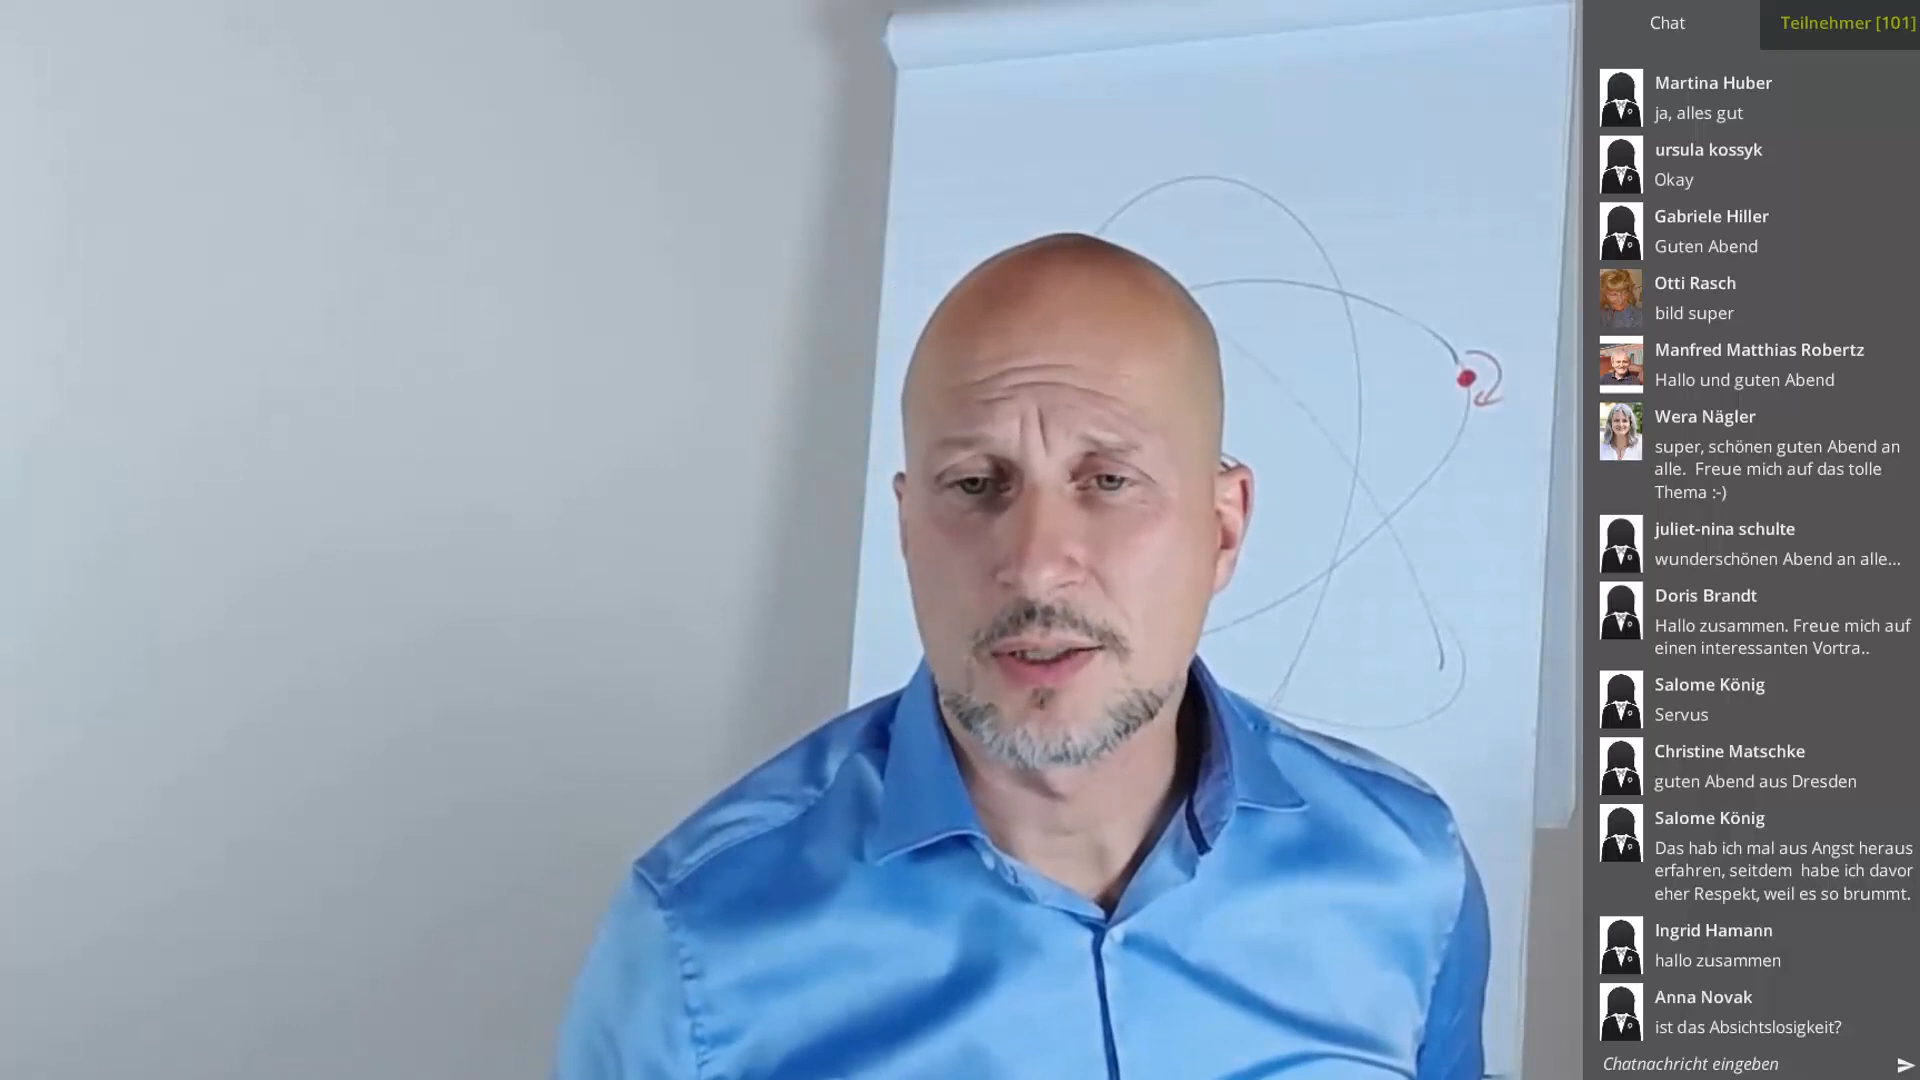 Chat
Teilnehmer [101]
Martina Huber
ja, alles gut
ursula kossyk
Okay
Gabriele Hiller
Guten Abend
Otti Rasch
bild super
Manfred Matthias Robertz
Hallo und guten Abend
Wera Nägler
super, schönen guten Abend an
alle. Freue mich auf das tolle
Thema :-)
juliet-nina schulte
wunderschönen Abend an alle...
Doris Brandt
Hallo zusammen. Freue mich auf
einen interessanten Vortra..
Salome König
Servus
Christine Matschke
guten Abend aus Dresden
Salome König
Das hab ich mal aus Angst heraus
erfahren, seitdem habe ich davor
eher Respekt, weil es so brummt.
Ingrid Hamann
hallo zusammen
Anna Novak
ist das Absichtslosigkeit?
Chatnachricht eingeben